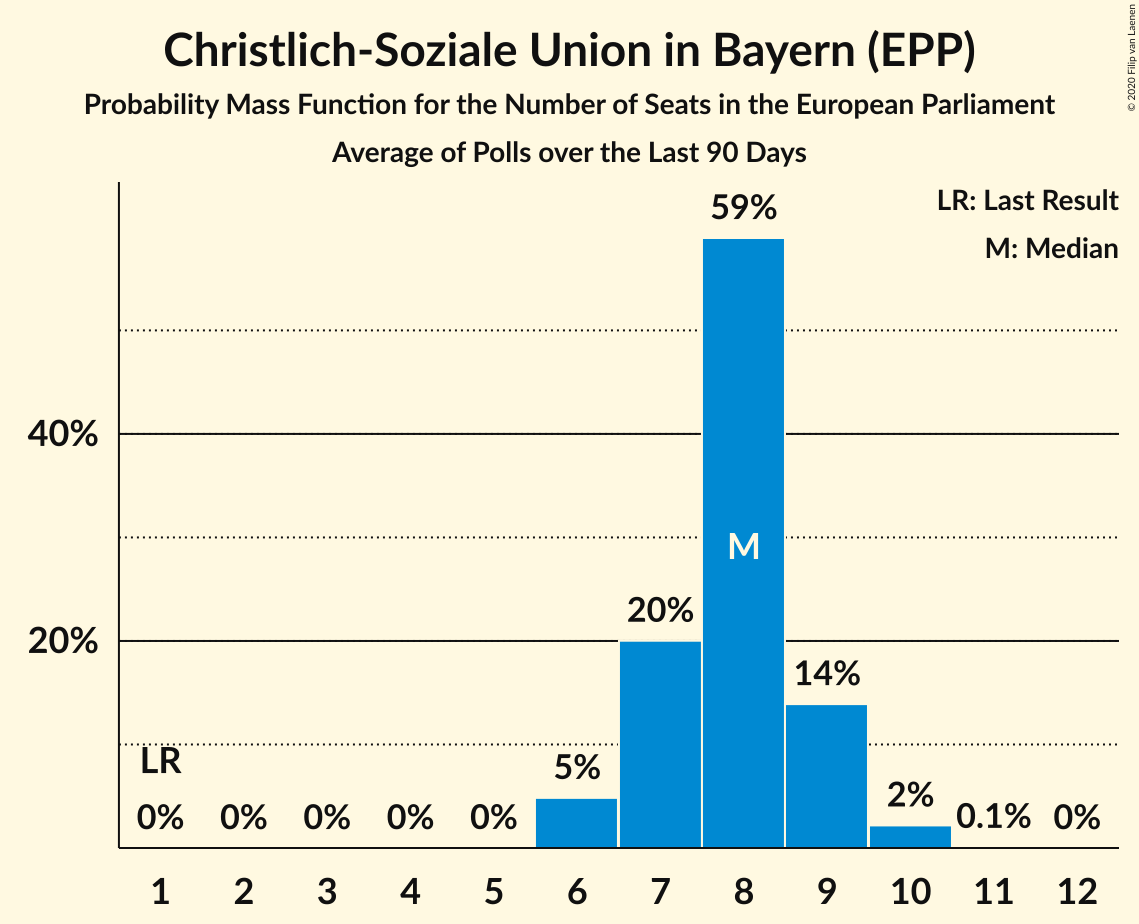 Christlich-Soziale Union in Bayern (EPP)
Probability Mass Function for the Number of Seats in the European Parliament
Average of Polls over the Last 90 Days
© 2020 Filip van Laenen
LR: Last Result
M: Median
59%
40%
M
20%
20%
14%
LR
5%
2%
0% 0% 0% 0% 0% 0.1% 0%
1 2 3 4 5 6 7 8 9 10 11 12